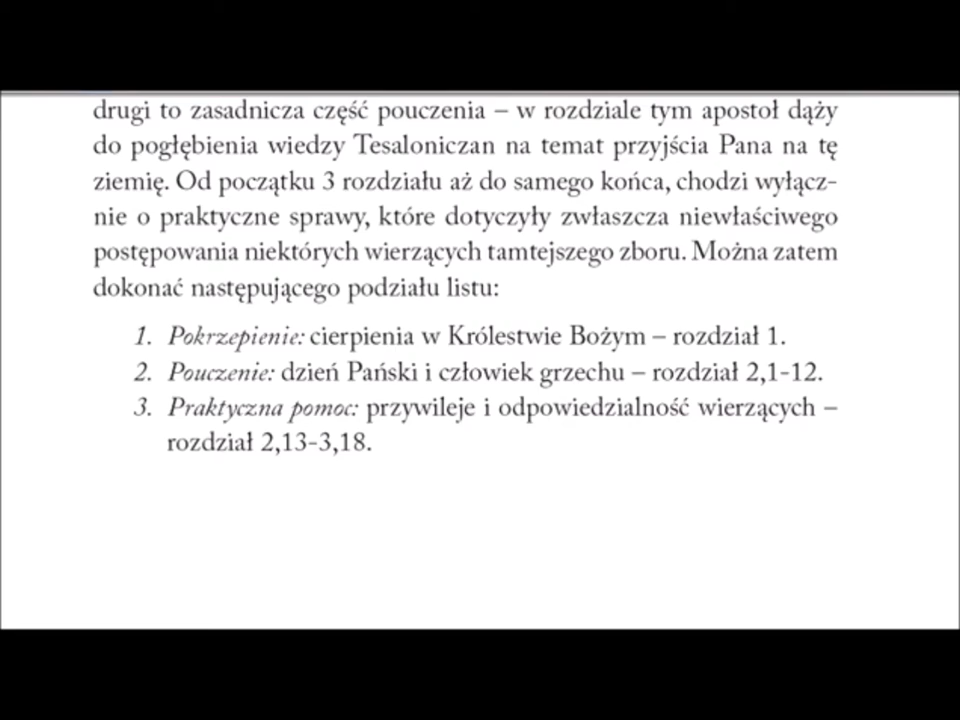 drugi to zasadnicza część pouczenia – w rozdziale tym apostoł dąży
do pogłębienia wiedzy Tesaloniczan na temat przyjścia Pana na tę
ziemię. Od początku 3 rozdziału aż do samego końca, chodzi wyłącz-
nie o praktyczne sprawy, które dotyczyły zwłaszcza niewłaściwego
postępowania niektórych wierzących tamtejszego zboru. Można zatem
dokonać następującego podziału listu:
1. Pokrzepienie: cierpienia w Królestwie Bożym – rozdział 1.
2. Pouczenie: dzień Pański i człowiek grzechu – rozdział 2,1-12.
3. Praktyczna pomoc: przywileje i odpowiedzialność wierzących –
rozdział 2,13-3,18.